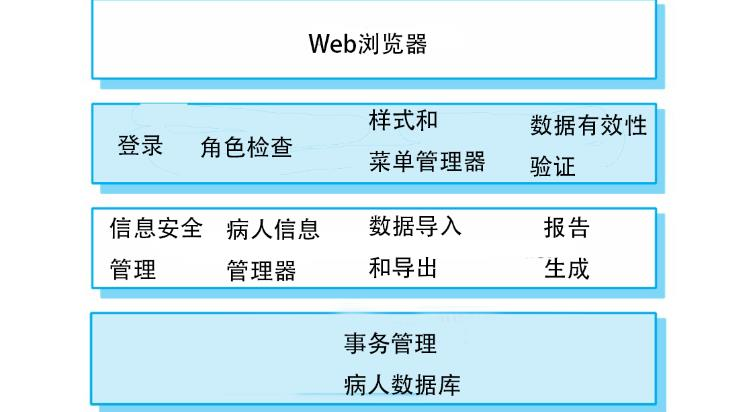 Web浏览器
登录 角色检查 样式和 数据有效性
菜单管理器 验证
信息安全 病人信息 数据导入 报告
管理 管理器 和导出 生成
事务管理
病人数据库